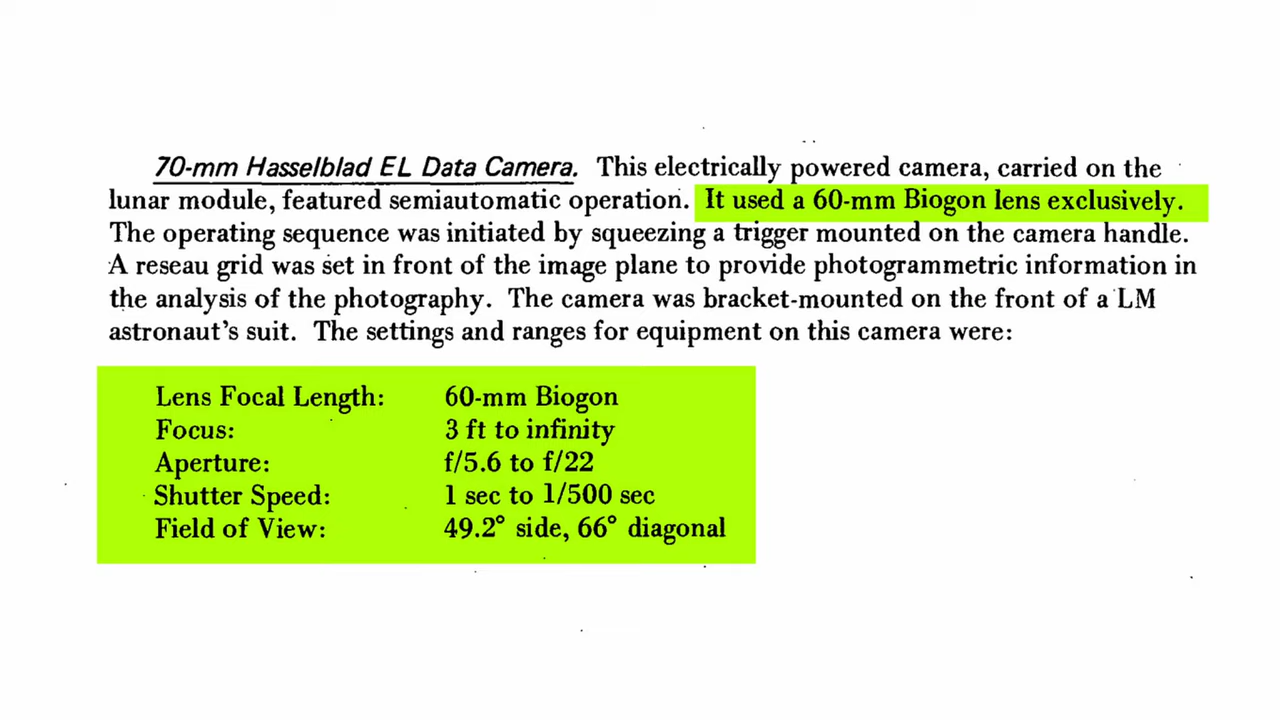 70-mm Hasselblad EL Data Camera. This electrically powered camera, carried on the
lunar module, featured semiautomatic operation. It used a 60-mm Biogon lens exclusively.
The operating sequence was initiated by squeezing a trigger mounted on the camera handle.
A reseau grid was set in front of the image plane to provide photogrammetric information in
the analysis of the photography. The camera was bracket-mounted on the front of a LM
astronaut's suit. The settings and ranges for equipment on this camera were:
Lens Focal Length: 60-mm Biogon
Focus: 3 ft to infinity
Aperture: f/5.6 to f/22
Shutter Speed: 1 sec to 1/500 sec
Field of View: 49.2° side, 66° diagonal